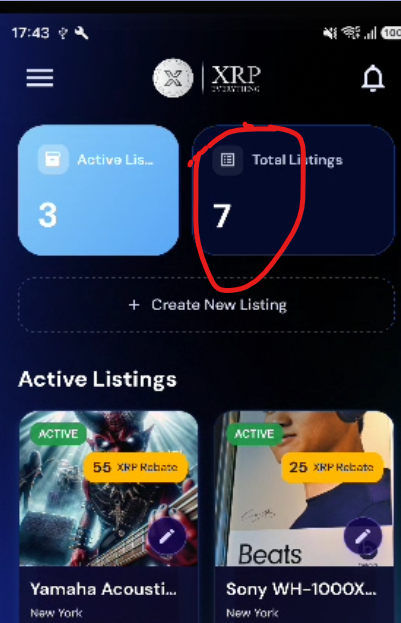 17:43
100
XRP
EVERYTHING
Active Lis...
Total Listings
3
7
+ Create New Listing
Active Listings
ACTIVE
55 XRP Rebate
ACTIVE
25 XRP Rebate
Beats
Yamaha Acousti...
Sony WH-1000X...
New York
New York